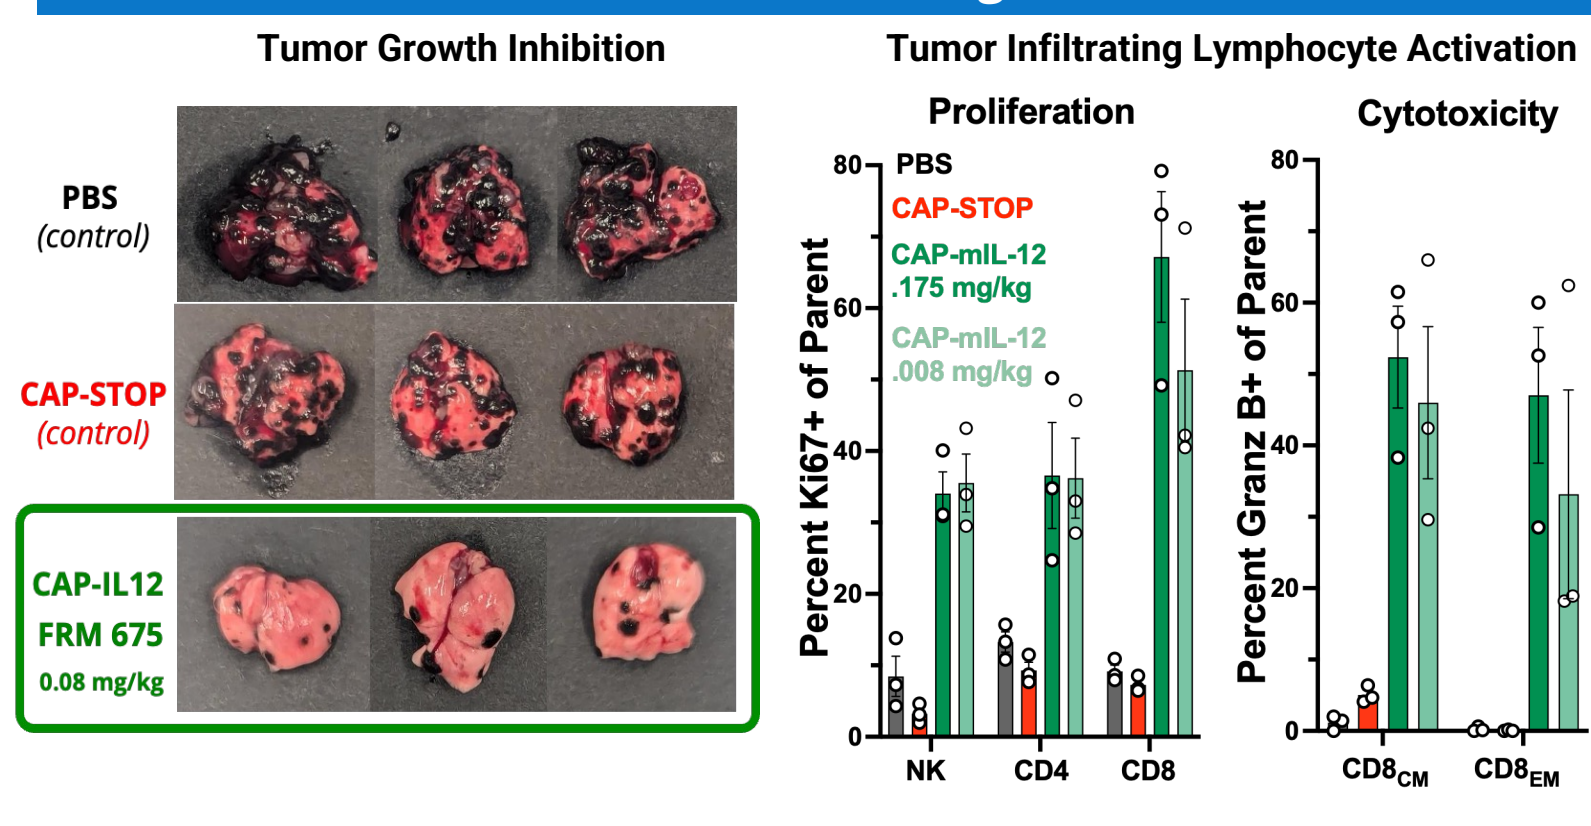 Tumor Growth Inhibition
PBS
(control)
CAP-STOP
(control)
CAP-IL12
FRM 675
0.08 mg/kg
Tumor Infiltrating Lymphocyte Activation
Proliferation
Percent Ki67+ of Parent
80
60
40
20
0
PBS
CAP-STOP
CAP-mIL-12
.175 mg/kg
CAP-mIL-12
.008 mg/kg
NK CD4 CD8
Cytotoxicity
Percent Granz B+ of Parent
80
60
40
20
0
CD8CM CD8EM